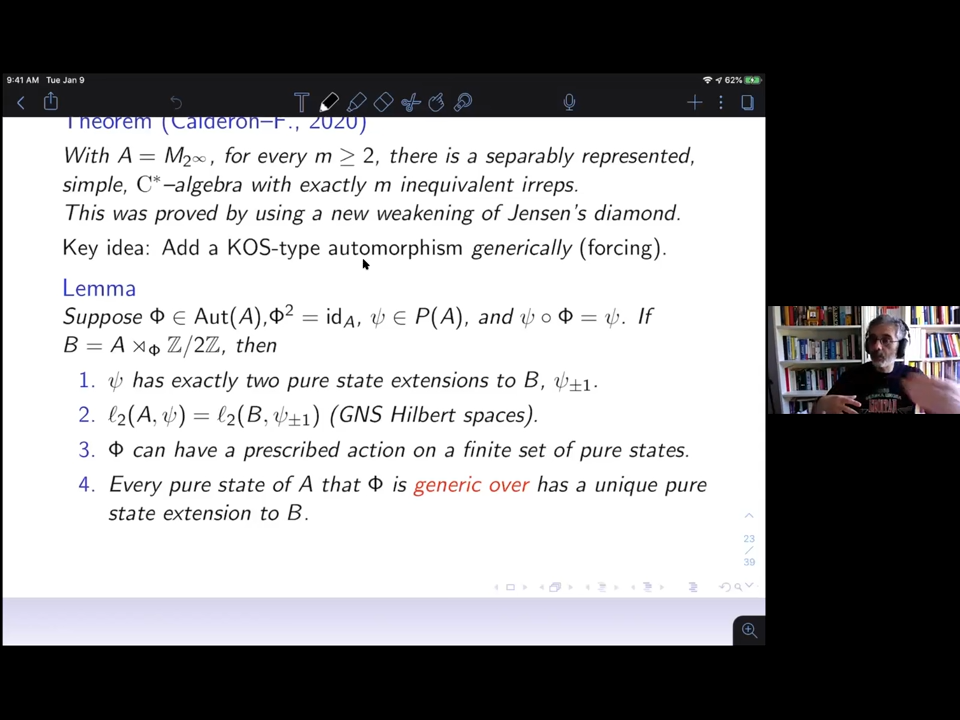 9:41 AM Tue Jan 9
62%
Theorem (Calderon–F., 2020)
With A = M₂∞, for every m ≥ 2, there is a separably represented,
simple, C*–algebra with exactly m inequivalent irreps.
This was proved by using a new weakening of Jensen's diamond.
Key idea: Add a KOS-type automorphism generically (forcing).
Lemma
Suppose Φ ∈ Aut(A),Φ² = id_A, ψ ∈ P(A), and ψ ∘ Φ = ψ. If
B = A ⋊_Φ ℤ/2ℤ, then
1. ψ has exactly two pure state extensions to B, ψ±1.
2. ℓ₂(A, ψ) = ℓ₂(B, ψ±1) (GNS Hilbert spaces).
3. Φ can have a prescribed action on a finite set of pure states.
4. Every pure state of A that Φ is generic over has a unique pure
state extension to B.
23
/
39